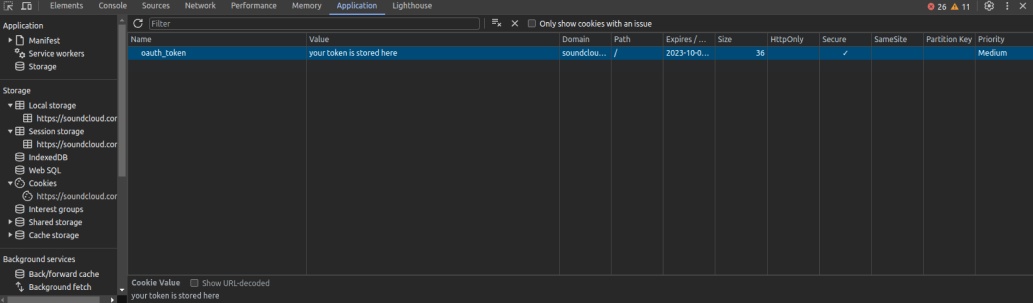 Elements Console Sources Network Performance Memory Application Lighthouse 26 11
Application
Manifest
Service workers
Storage
Storage
Local storage
https://soundcloud.cor
Session storage
https://soundcloud.cor
IndexedDB
Web SQL
Cookies
https://soundcloud.cor
Interest groups
Shared storage
Cache storage
Background services
Back/forward cache
Background fetch
Filter Only show cookies with an issue
Name Value Domain Path Expires / ... Size HttpOnly Secure SameSite Partition Key Priority
oauth_token your token is stored here soundclou... / 2023-10-0... 36 ✓ Medium
Cookie Value Show URL-decoded
your token is stored here